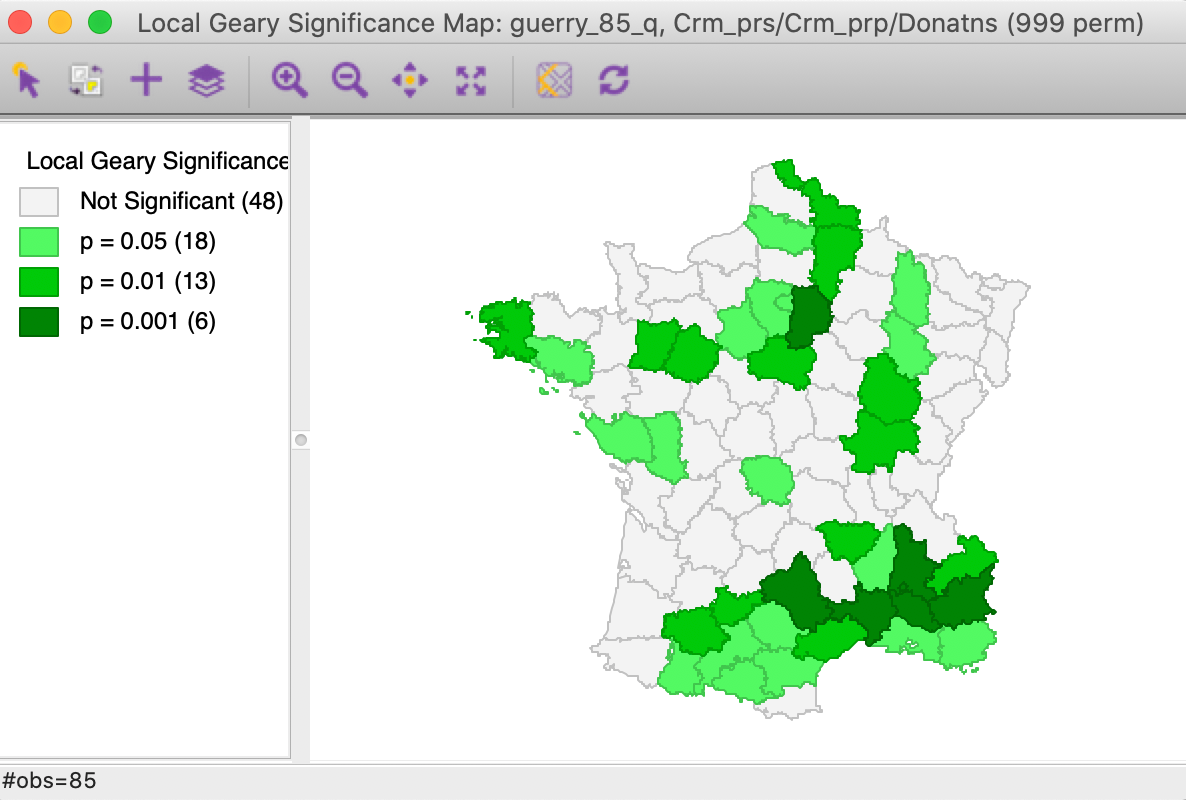 Local Geary Significance Map: guerry_85_q, Crm_prs/Crm_prp/Donatns (999 perm)
Local Geary Significance
Not Significant (48)
p = 0.05 (18)
p = 0.01 (13)
p = 0.001 (6)
#obs=85